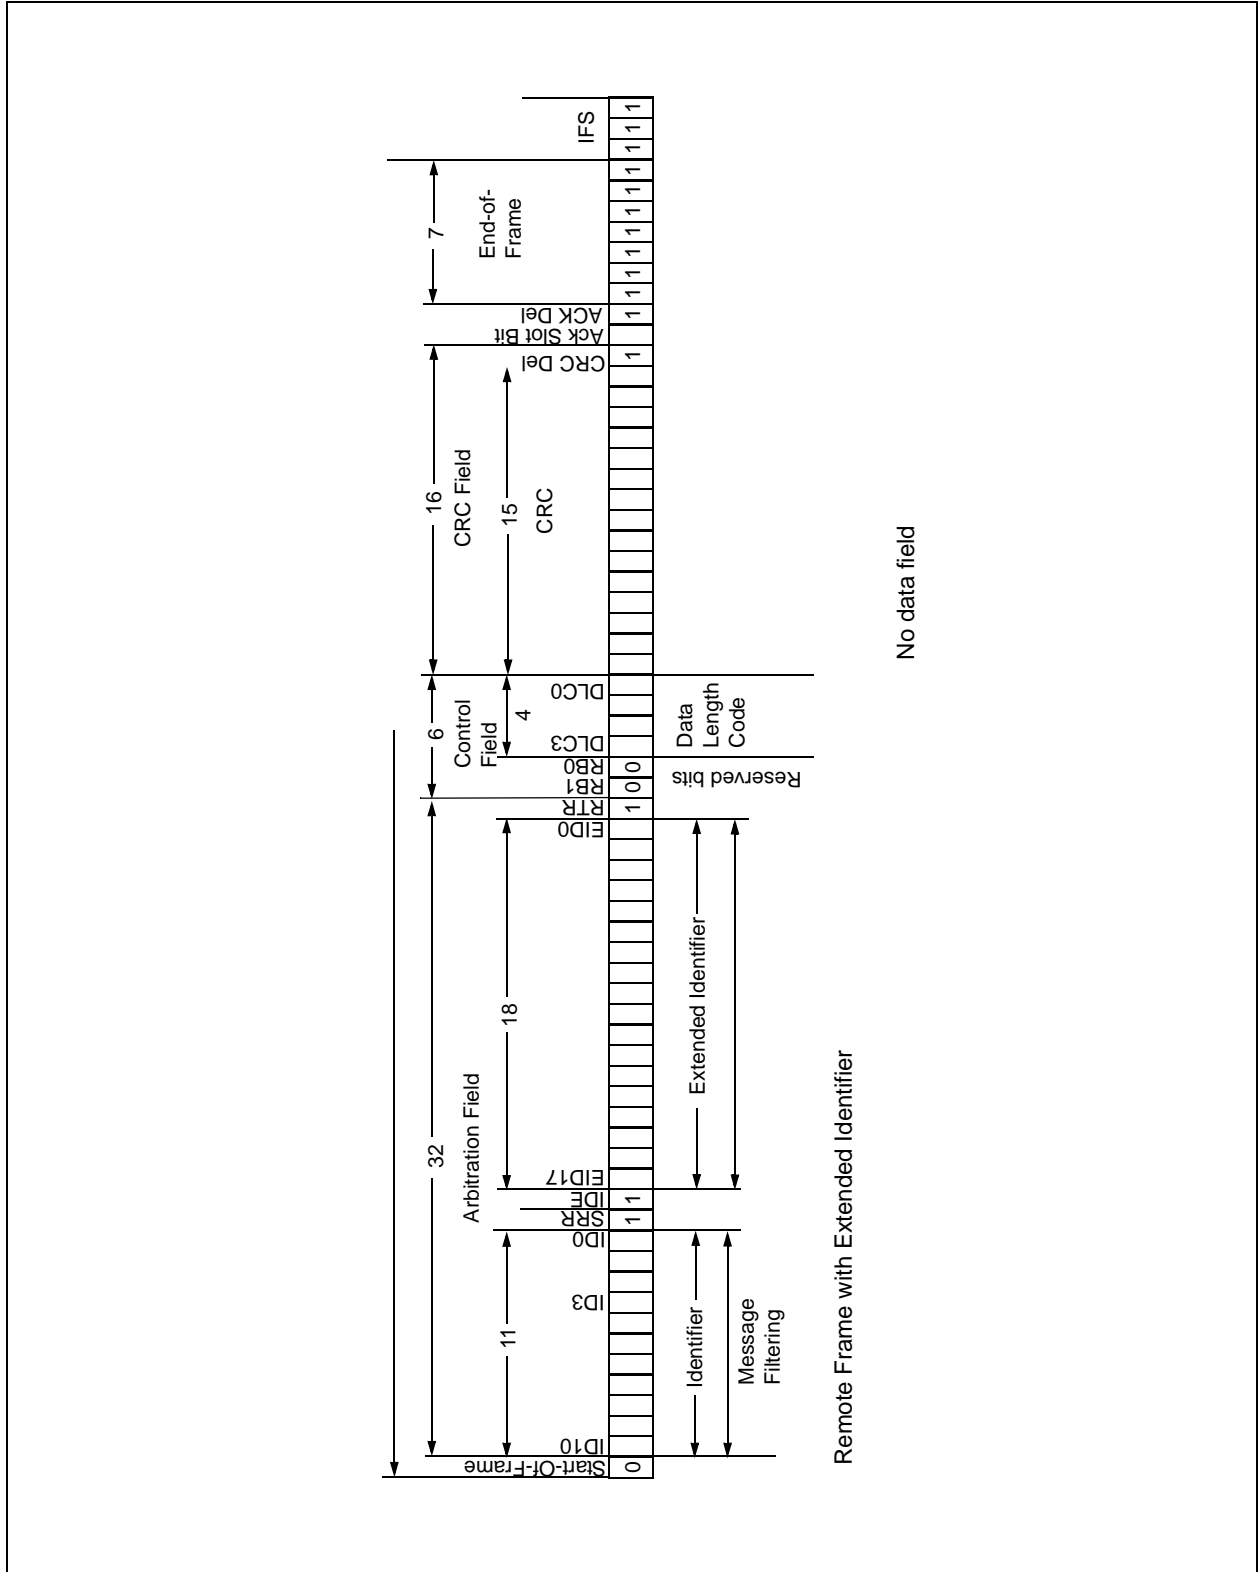 Remote Frame with Extended Identifier
No data field
32
Arbitration Field
11
18
6
Control
Field
4
16
CRC Field
15
CRC
7
End-of-
Frame
IFS
Start-Of-Frame
ID10
ID3
ID0
SRR
IDE
EID17
EID0
RTR
RB1
RB0
DLC3
DLC0
CRC Del
Ack Slot Bit
ACK Del
0
1
1
1
0
0
1
1
1
1
1
1
1
1
1
1
1
1
Identifier
Message
Filtering
Extended Identifier
Reserved bits
Data
Length
Code